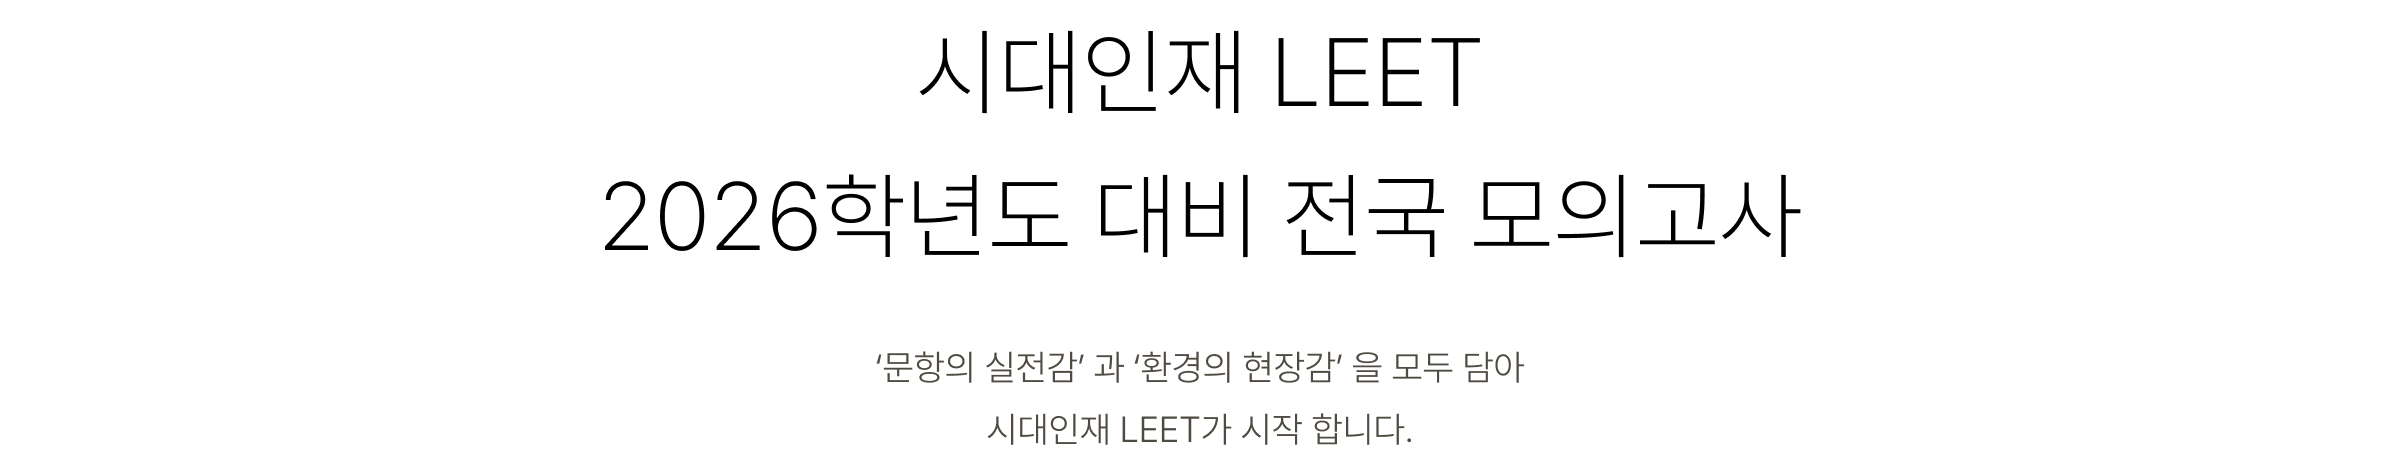 시대인재 LEET
2026학년도 대비 전국 모의고사
‘문항의 실전감’ 과 ‘환경의 현장감’ 을 모두 담아
시대인재 LEET가 시작 합니다.